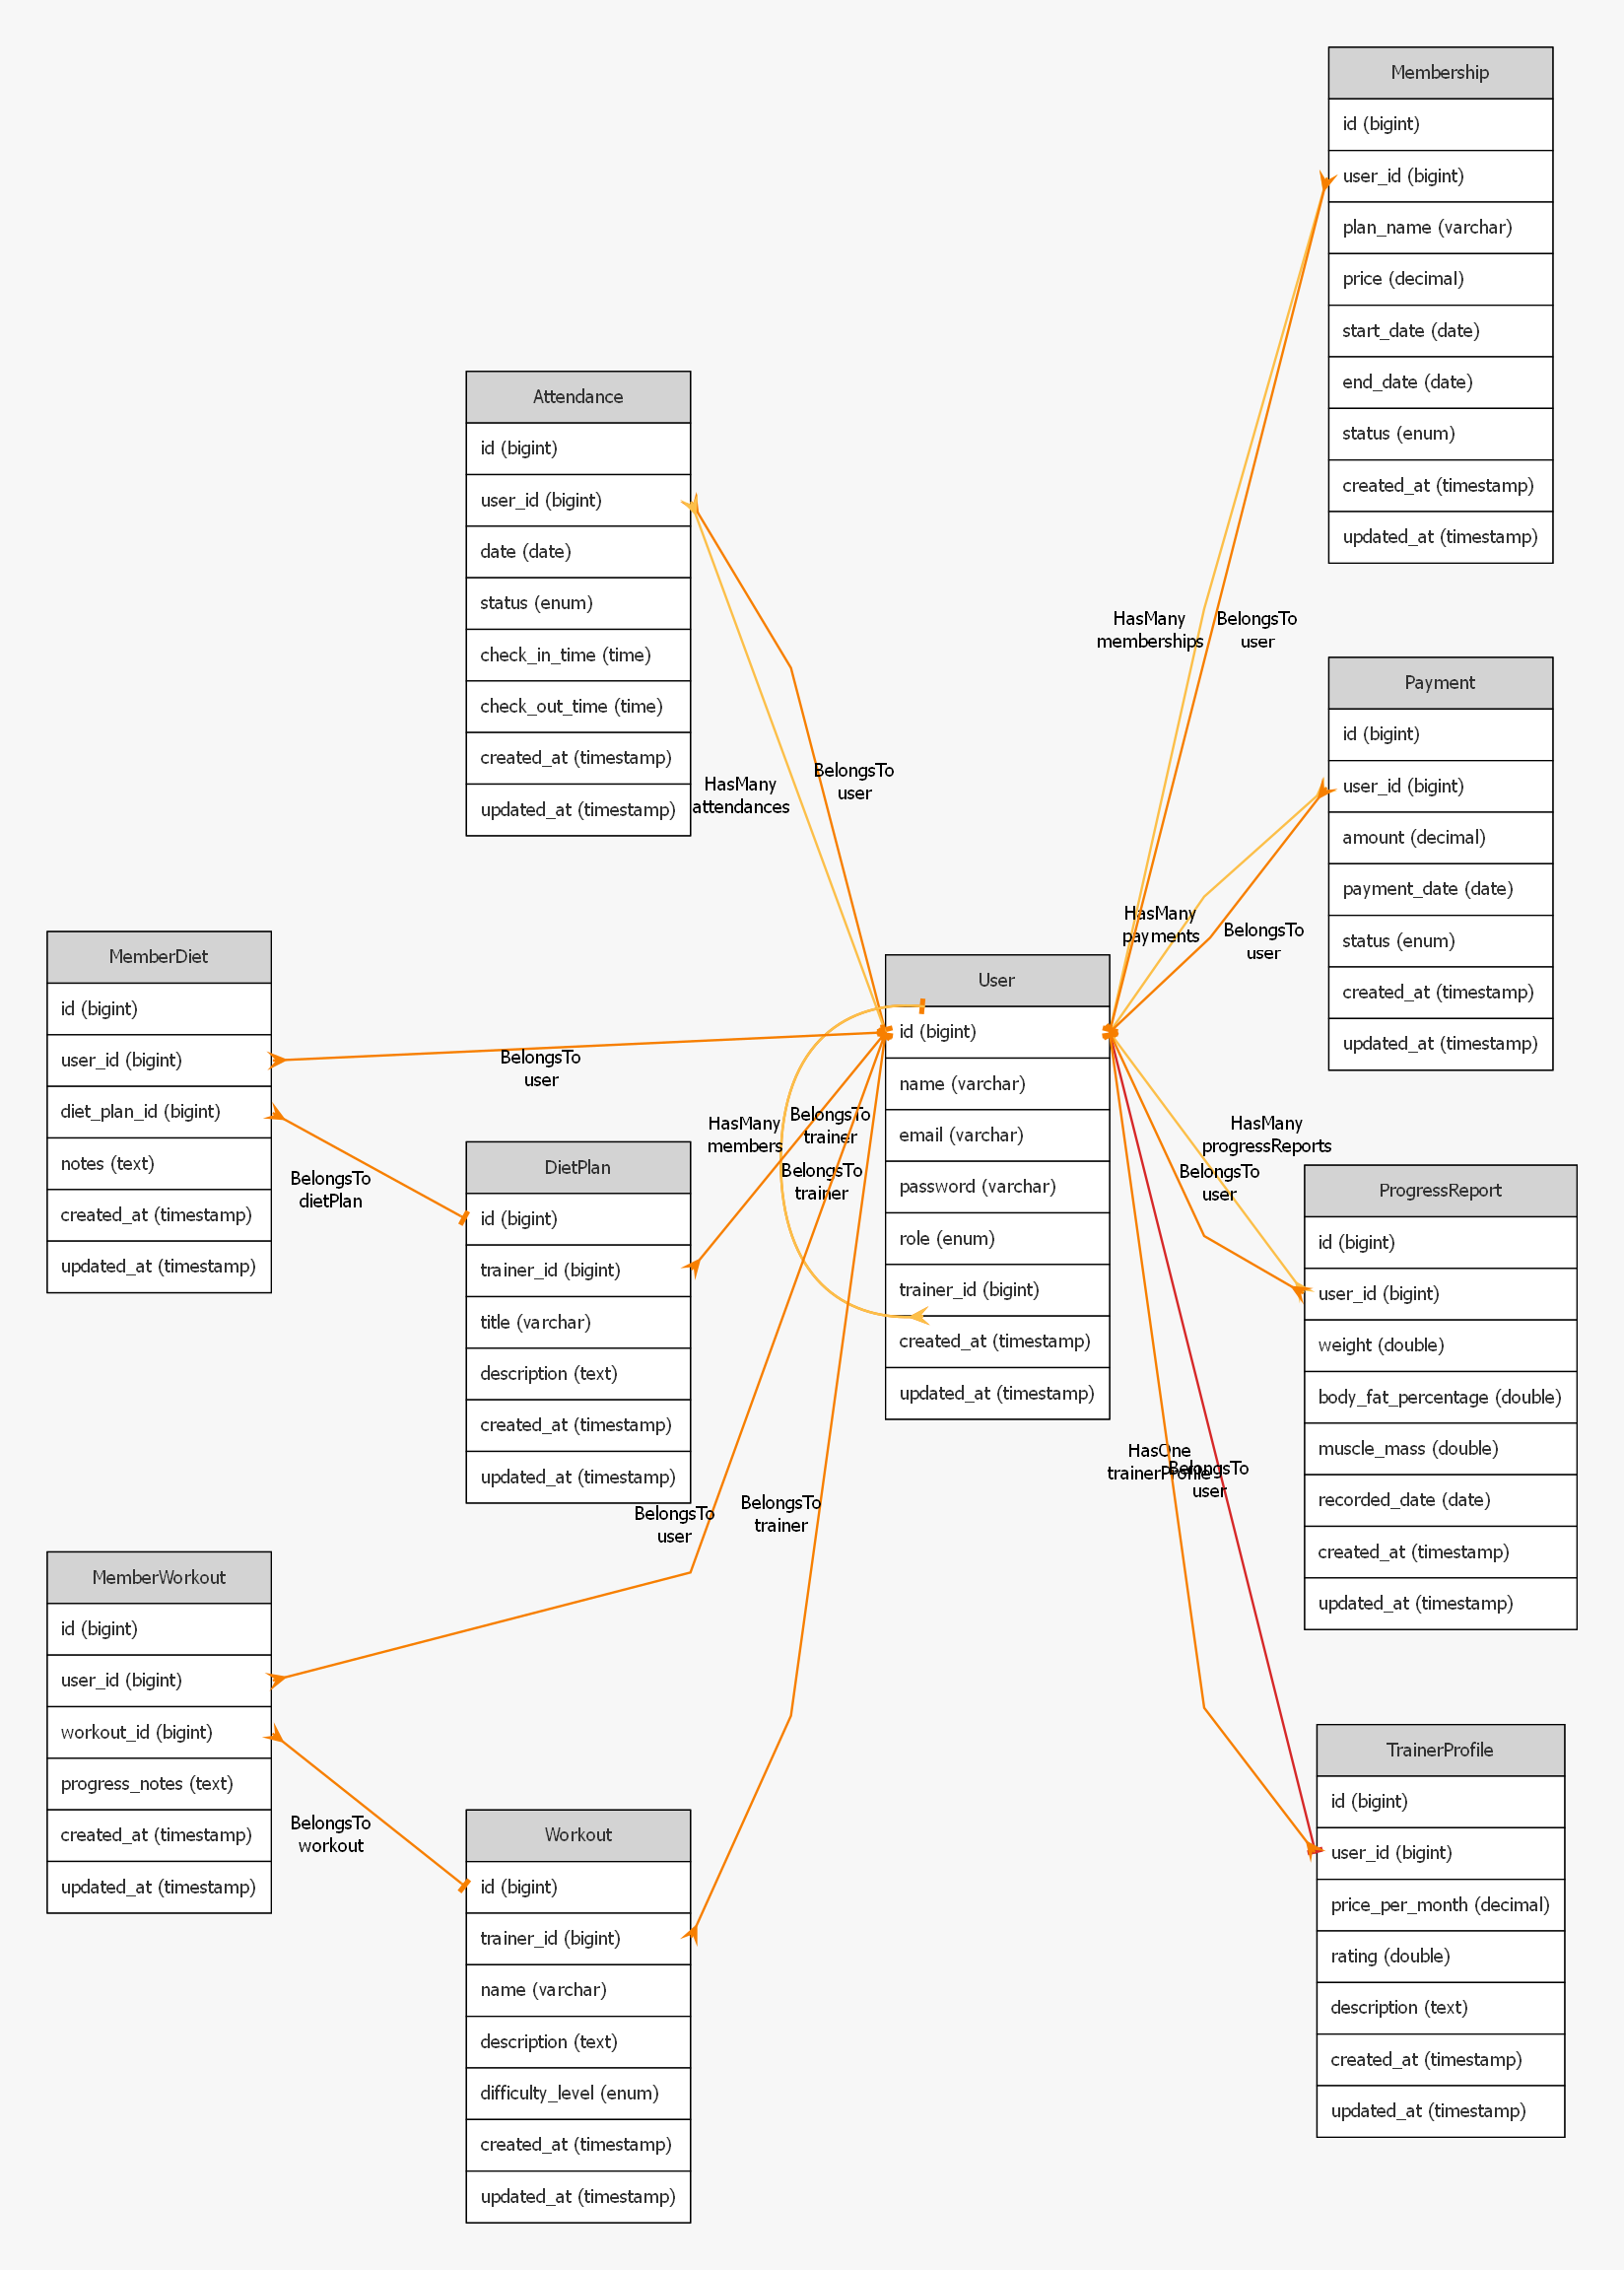 Membership
id (bigint)
user_id (bigint)
plan_name (varchar)
price (decimal)
start_date (date)
end_date (date)
status (enum)
created_at (timestamp)
updated_at (timestamp)
Attendance
id (bigint)
user_id (bigint)
date (date)
status (enum)
check_in_time (time)
check_out_time (time)
created_at (timestamp)
updated_at (timestamp)
HasMany
memberships
BelongsTo
user
Payment
id (bigint)
user_id (bigint)
amount (decimal)
payment_date (date)
status (enum)
created_at (timestamp)
updated_at (timestamp)
HasMany
attendances
BelongsTo
user
HasMany
payments
BelongsTo
user
MemberDiet
id (bigint)
user_id (bigint)
diet_plan_id (bigint)
notes (text)
created_at (timestamp)
updated_at (timestamp)
BelongsTo
user
BelongsTo
dietPlan
User
id (bigint)
name (varchar)
email (varchar)
password (varchar)
role (enum)
trainer_id (bigint)
created_at (timestamp)
updated_at (timestamp)
HasMany
members
BelongsTo
trainer
BelongsTo
trainer
DietPlan
id (bigint)
trainer_id (bigint)
title (varchar)
description (text)
created_at (timestamp)
updated_at (timestamp)
HasMany
progressReports
BelongsTo
user
ProgressReport
id (bigint)
user_id (bigint)
weight (double)
body_fat_percentage (double)
muscle_mass (double)
recorded_date (date)
created_at (timestamp)
updated_at (timestamp)
HasOne
trainerProfile
BelongsTo
user
BelongsTo
user
BelongsTo
trainer
MemberWorkout
id (bigint)
user_id (bigint)
workout_id (bigint)
progress_notes (text)
created_at (timestamp)
updated_at (timestamp)
BelongsTo
workout
Workout
id (bigint)
trainer_id (bigint)
name (varchar)
description (text)
difficulty_level (enum)
created_at (timestamp)
updated_at (timestamp)
TrainerProfile
id (bigint)
user_id (bigint)
price_per_month (decimal)
rating (double)
description (text)
created_at (timestamp)
updated_at (timestamp)